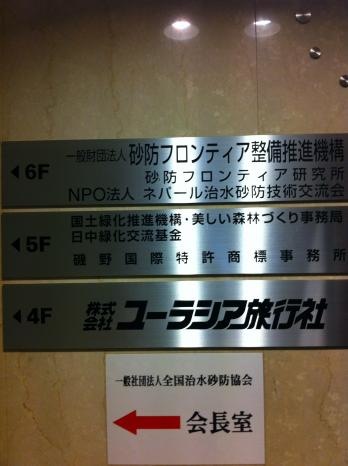 ◀6F 一般財団法人 砂防フロンティア整備推進機構
砂防フロンティア研究所
NPO法人 ネパール治水砂防技術交流会
◀5F 国土緑化推進機構・美しい森林づくり事務局
日中緑化交流基金
磯野国際特許商標事務所
◀4F 株式会社 ユーラシア旅行社
一般社団法人全国治水砂防協会
会長室